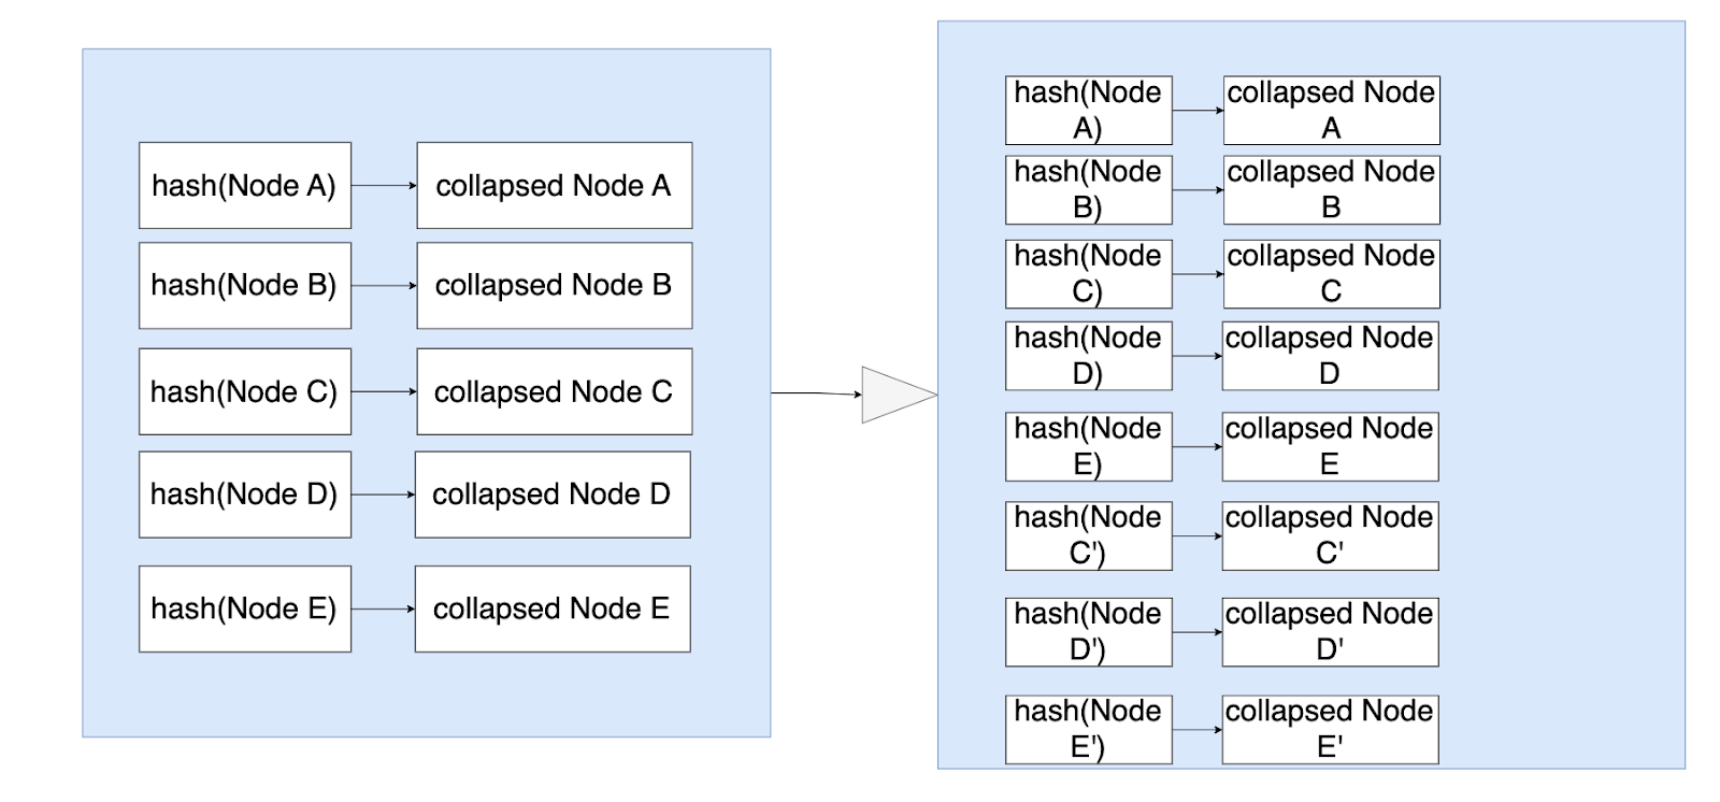 hash(Node A)
collapsed Node A
hash(Node B)
collapsed Node B
hash(Node C)
collapsed Node C
hash(Node D)
collapsed Node D
hash(Node E)
collapsed Node E
hash(Node
A)
collapsed Node
A
hash(Node
B)
collapsed Node
B
hash(Node
C)
collapsed Node
C
hash(Node
D)
collapsed Node
D
hash(Node
E)
collapsed Node
E
hash(Node
C')
collapsed Node
C'
hash(Node
D')
collapsed Node
D'
hash(Node
E')
collapsed Node
E'